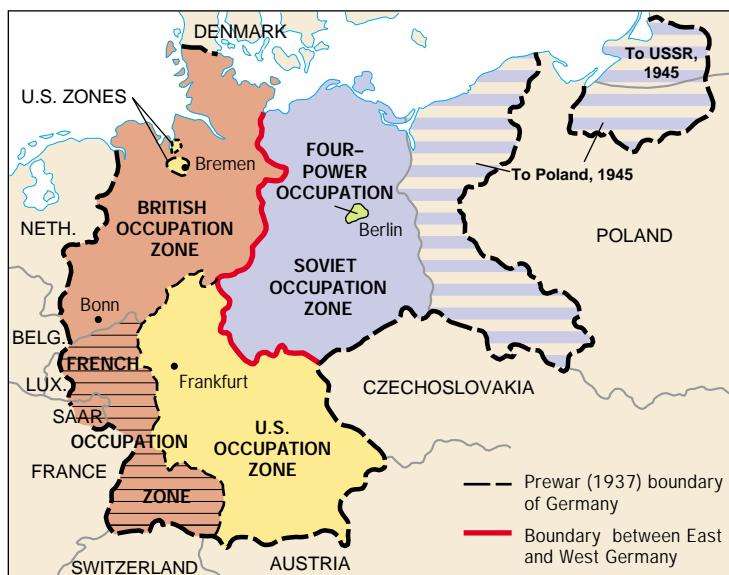 DENMARK
To USSR,
1945
U.S. ZONES
Bremen
FOUR–
POWER
OCCUPATION
To Poland, 1945
BRITISH
OCCUPATION
ZONE
Berlin
NETH.
POLAND
SOVIET
OCCUPATION
ZONE
Bonn
BELG.
FRENCH
Frankfurt
LUX.
CZECHOSLOVAKIA
SAAR
OCCUPATION
U.S.
OCCUPATION
ZONE
FRANCE
ZONE
Prewar (1937) boundary
of Germany
Boundary between East
and West Germany
SWITZERLAND
AUSTRIA